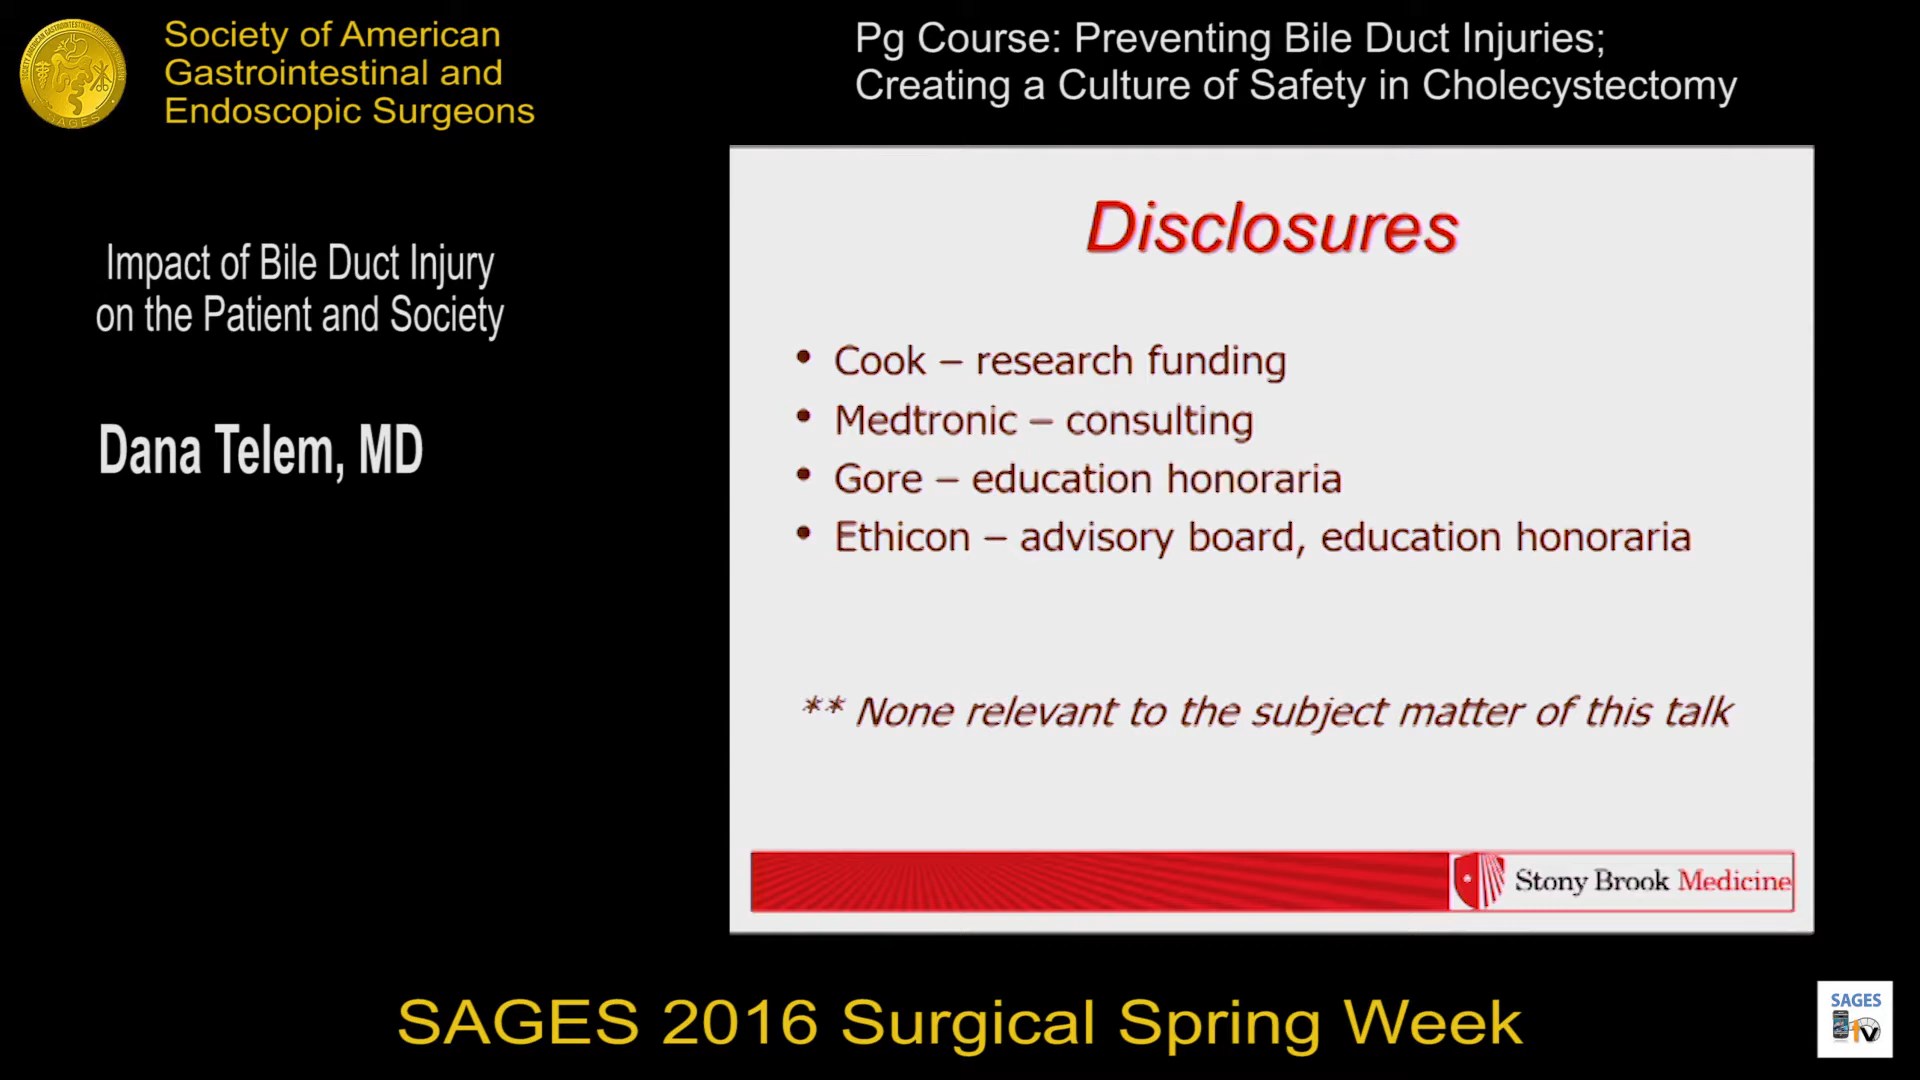 Society of American
Gastrointestinal and
Endoscopic Surgeons
Pg Course: Preventing Bile Duct Injuries;
Creating a Culture of Safety in Cholecystectomy
Impact of Bile Duct Injury
on the Patient and Society
Dana Telem, MD
Disclosures
• Cook – research funding
• Medtronic – consulting
• Gore – education honoraria
• Ethicon – advisory board, education honoraria
** None relevant to the subject matter of this talk
Stony Brook Medicine
SAGES 2016 Surgical Spring Week
SAGES
tv
SAGES